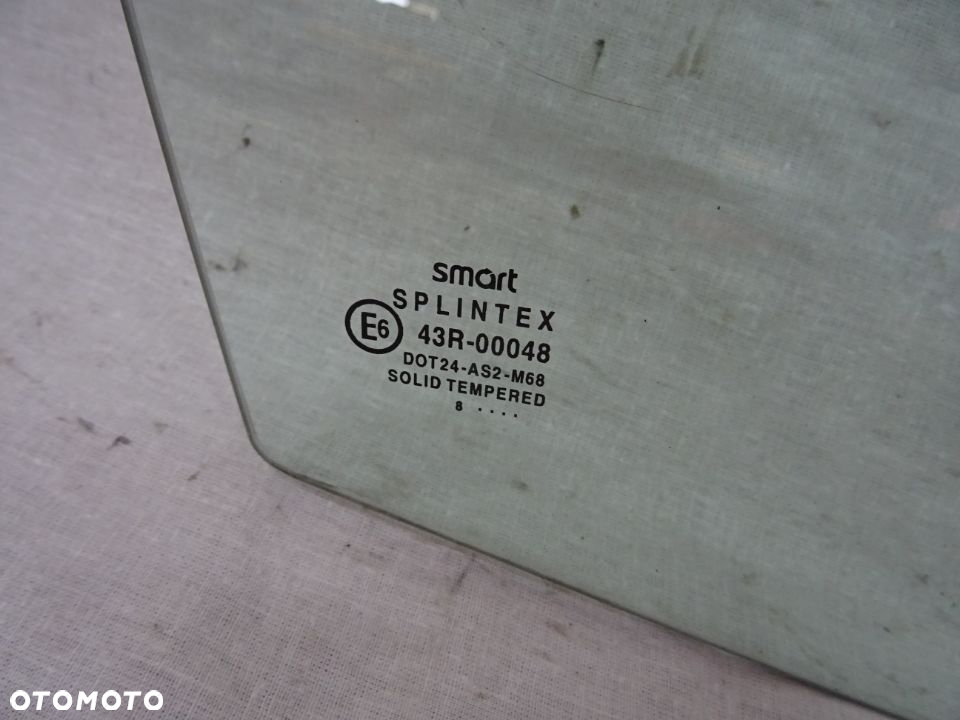 smart
SPLINTEX
E6 43R-00048
DOT24-AS2-M68
SOLID TEMPERED
8 ....
OTOMOTO